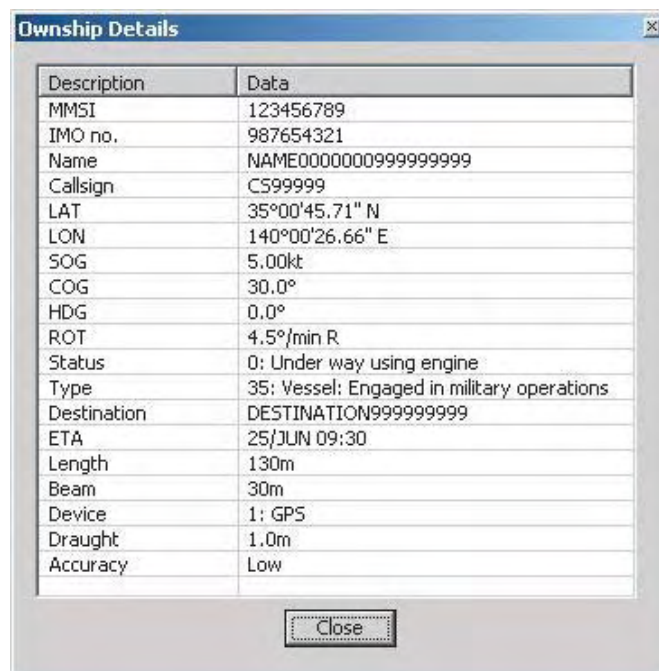 Ownship Details
Description Data
MMSI 123456789
IMO no. 987654321
Name NAME0000000999999999
Callsign CS99999
LAT 35°00'45.71" N
LON 140°00'26.66" E
SOG 5.00kt
COG 30.0°
HDG 0.0°
ROT 4.5°/min R
Status 0: Under way using engine
Type 35: Vessel: Engaged in military operations
Destination DESTINATION999999999
ETA 25/JUN 09:30
Length 130m
Beam 30m
Device 1: GPS
Draught 1.0m
Accuracy Low
Close